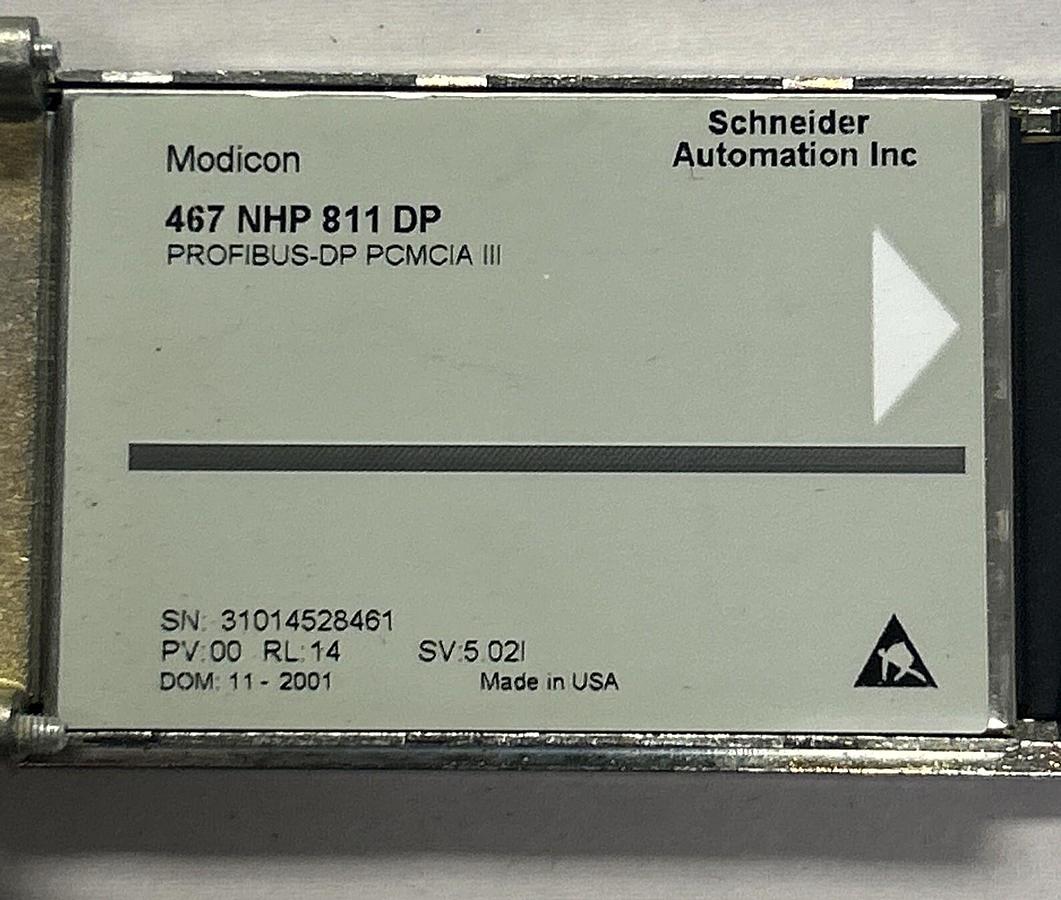 Schneider
Automation Inc
Modicon
467 NHP 811 DP
PROFIBUS-DP PCMCIA III
SN: 31014528461
PV:00 RL:14 SV:5.02I
DOM: 11 - 2001 Made in USA